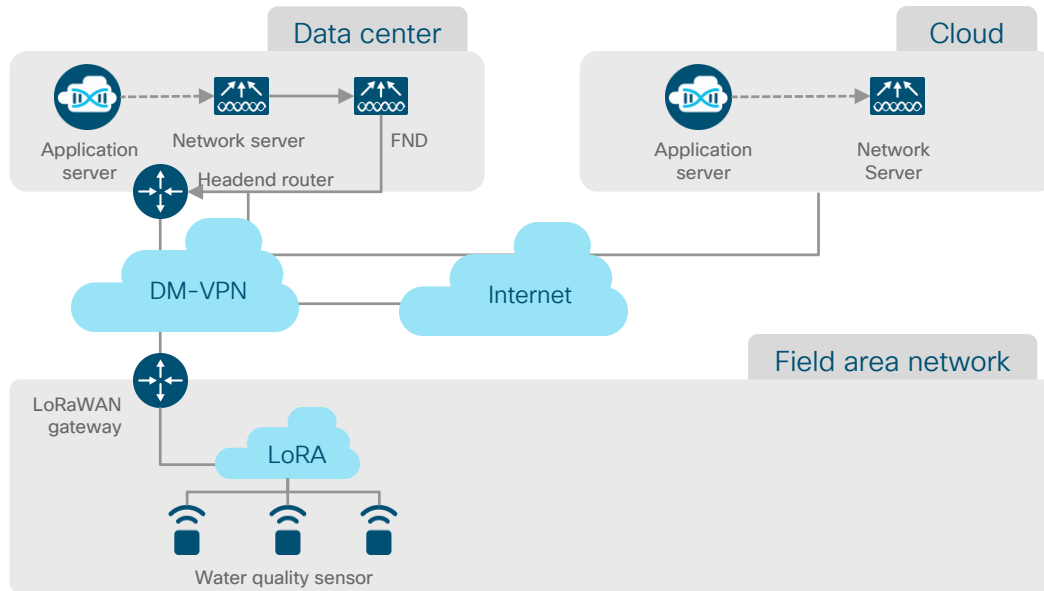 Data center
Cloud
Application
server
Network server
FND
Headend router
Application
server
Network
Server
DM-VPN
Internet
Field area network
LoRaWAN
gateway
LoRA
Water quality sensor